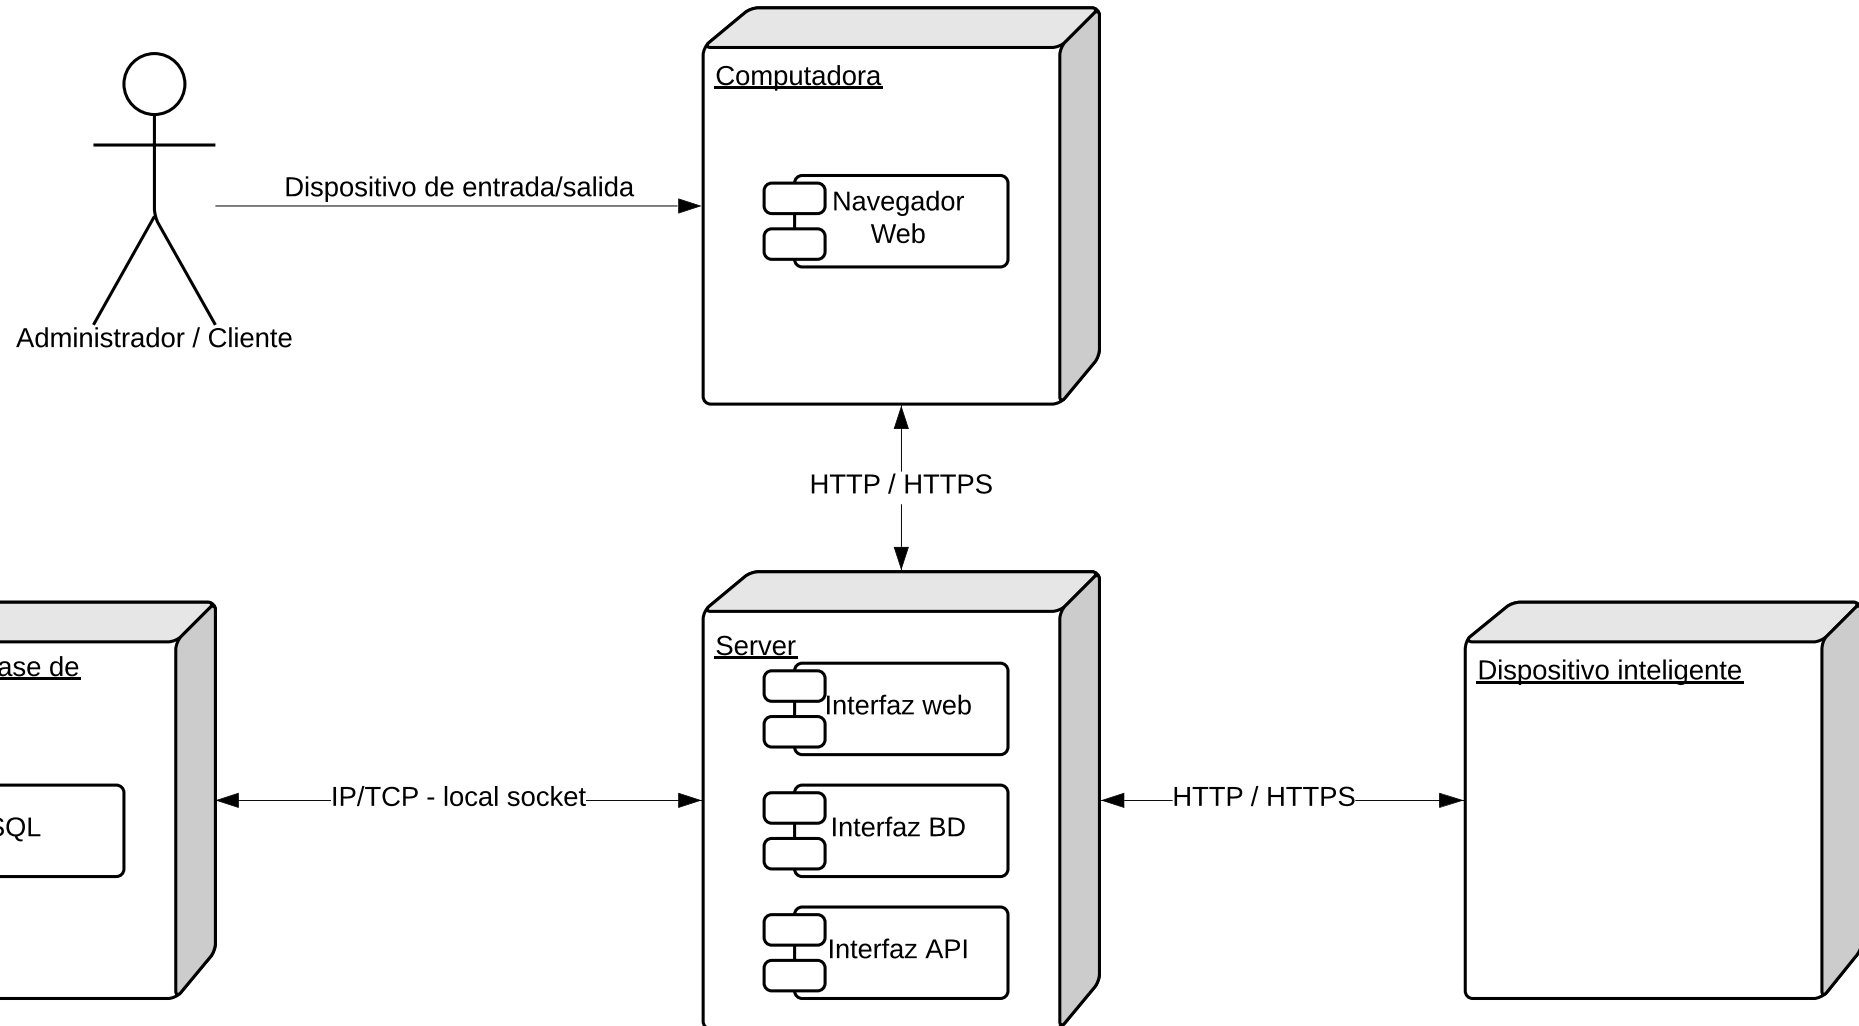 Computadora
Dispositivo de entrada/salida
Navegador
Web
Administrador / Cliente
HTTP / HTTPS
Server
ase de
Dispositivo inteligente
Interfaz web
IP/TCP - local socket
HTTP / HTTPS
SQL
Interfaz BD
Interfaz API